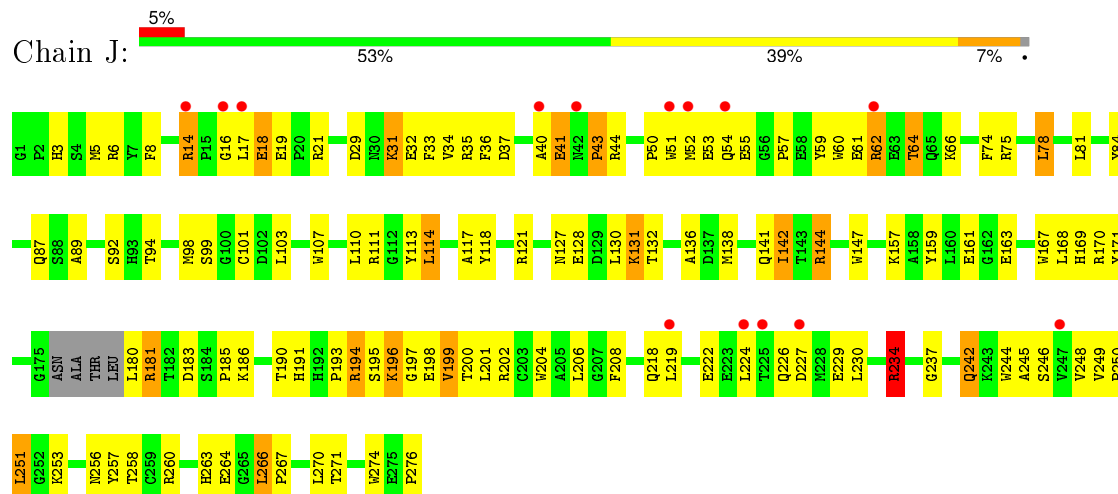 5%
Chain J:
53% 39% 7% •
G1 P2 H3 S4 M5 R6 Y7 F8 R14 P15 G16 L17 E18 E19 P20 R21 D29 N30 K31 E32 F33 V34 R35 F36 D37 A40 E41 N42 P43 R44 P50 W51 M52 E53 Q54 E55 G56 P57 E58 Y59 W60 E61 R62 E63 T64 Q65 K66 F74 R75 L78 L81 Y84
Q87 S88 A89 S92 H93 T94 M98 S99 G100 C101 D102 L103 W107 L110 R111 G112 Y113 L114 A117 Y118 R121 N127 E128 D129 L130 K131 T132 A136 D137 M138 Q141 I142 T143 R144 W147 K157 A158 Y159 L160 E161 G162 E163 W167 L168 H169 R170 Y171
G175 ASN ALA THR LEU L180 R181 T182 D183 S184 P185 K186 T190 H191 H192 P193 R194 S195 K196 G197 E198 V199 T200 L201 R202 C203 W204 A205 L206 G207 F208 Q218 L219 E222 E223 L224 T225 Q226 D227 M228 E229 L230 R234 G237 Q242 K243 W244 A245 S246 V247 V248 V249 P250
L251 G252 K253 N256 Y257 T258 C259 R260 H263 E264 G265 L266 P267 L270 T271 W274 E275 P276